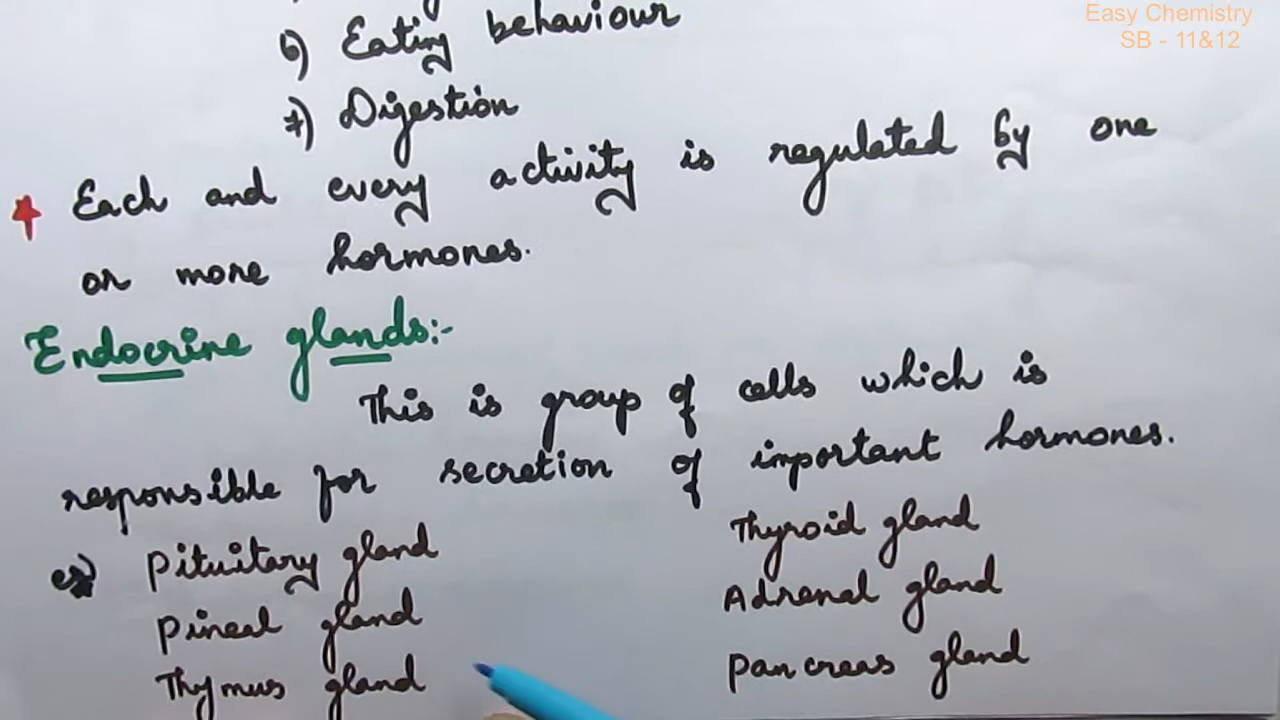 Easy Chemistry
SB - 11&12
6) Eating behaviour
7) Digestion
Each and every activity is regulated by one
or more hormones.
Endocrine glands:-
This is group of cells which is
responsible for secretion of important hormones.
Pituitary gland
Thyroid gland
Pineal gland
Adrenal gland
Thymus gland
Pancreas gland